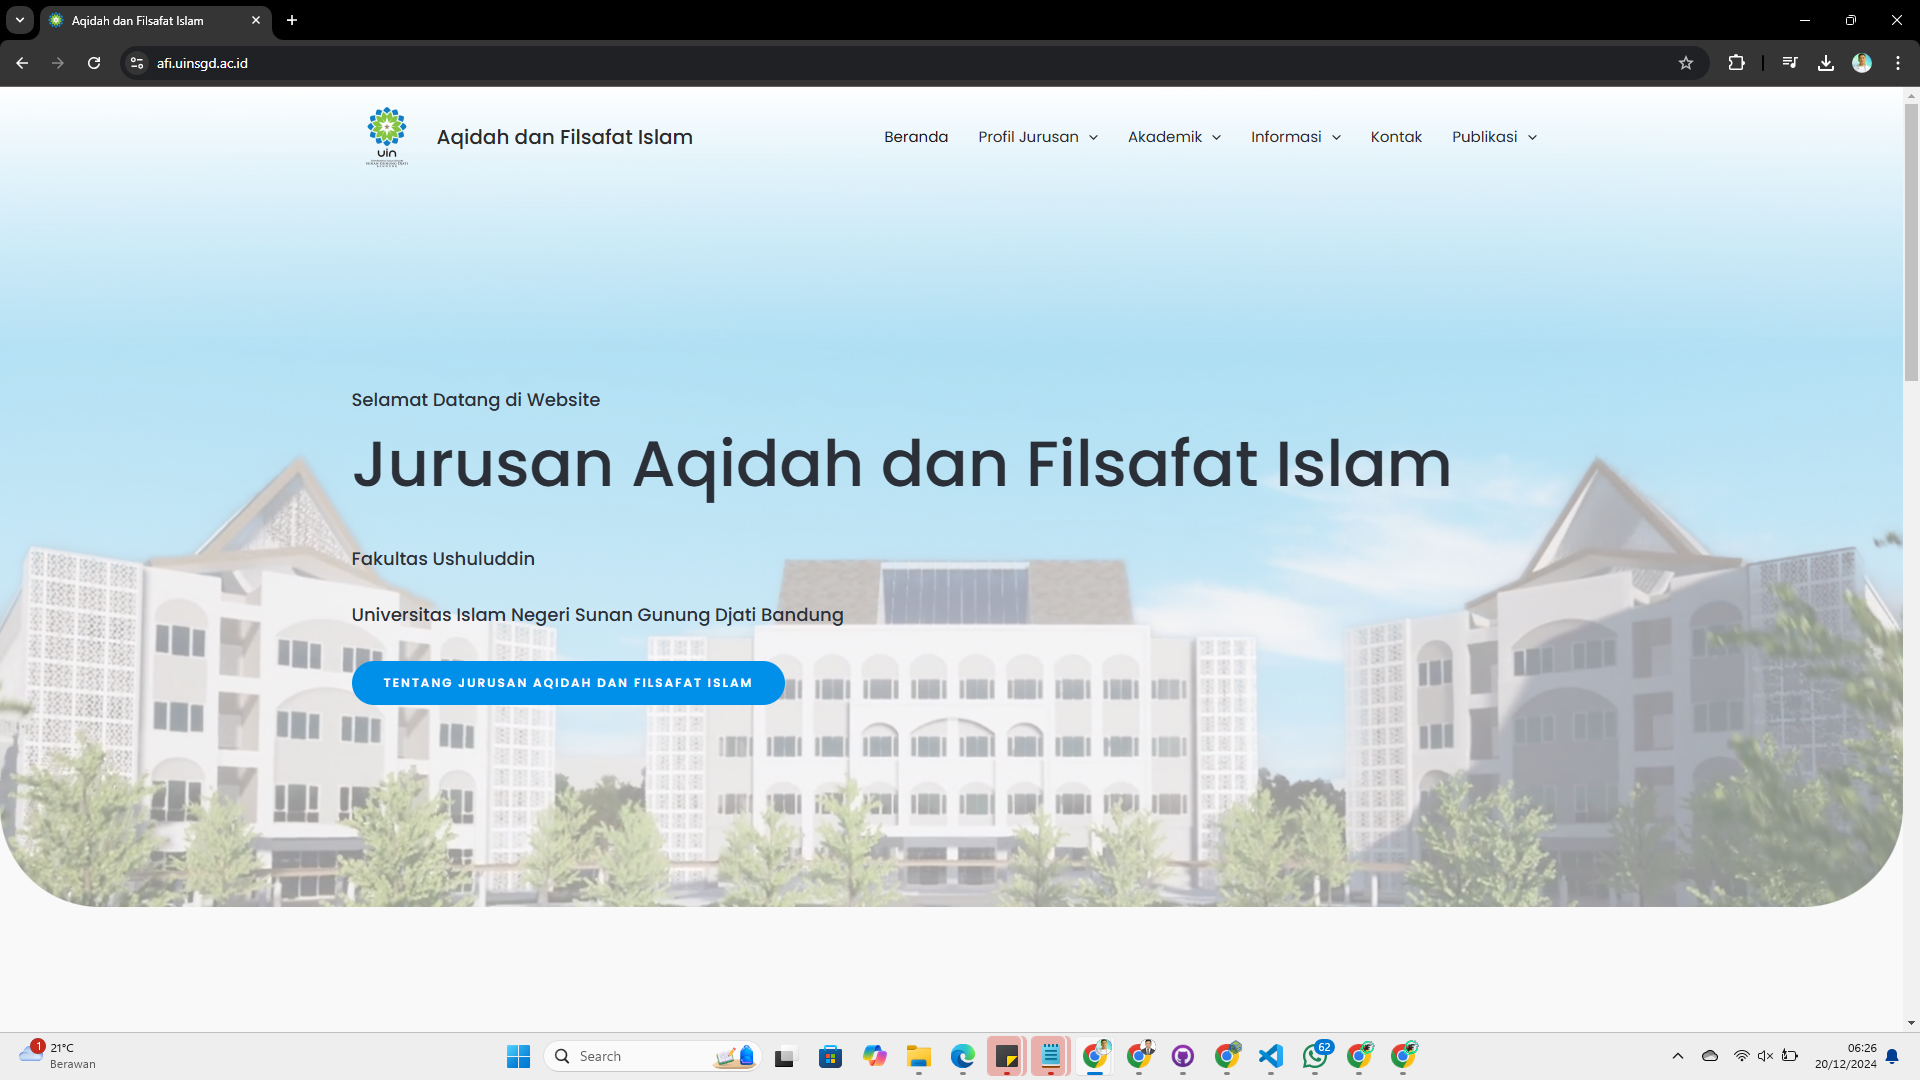 Aqidah dan Filsafat Islam
afi.uinsgd.ac.id
uin
Aqidah dan Filsafat Islam
Beranda
Profil Jurusan
Akademik
Informasi
Kontak
Publikasi
Selamat Datang di Website
Jurusan Aqidah dan Filsafat Islam
Fakultas Ushuluddin
Universitas Islam Negeri Sunan Gunung Djati Bandung
TENTANG JURUSAN AQIDAH DAN FILSAFAT ISLAM
1
21°C
Berawan
Search
62
06:26
20/12/2024